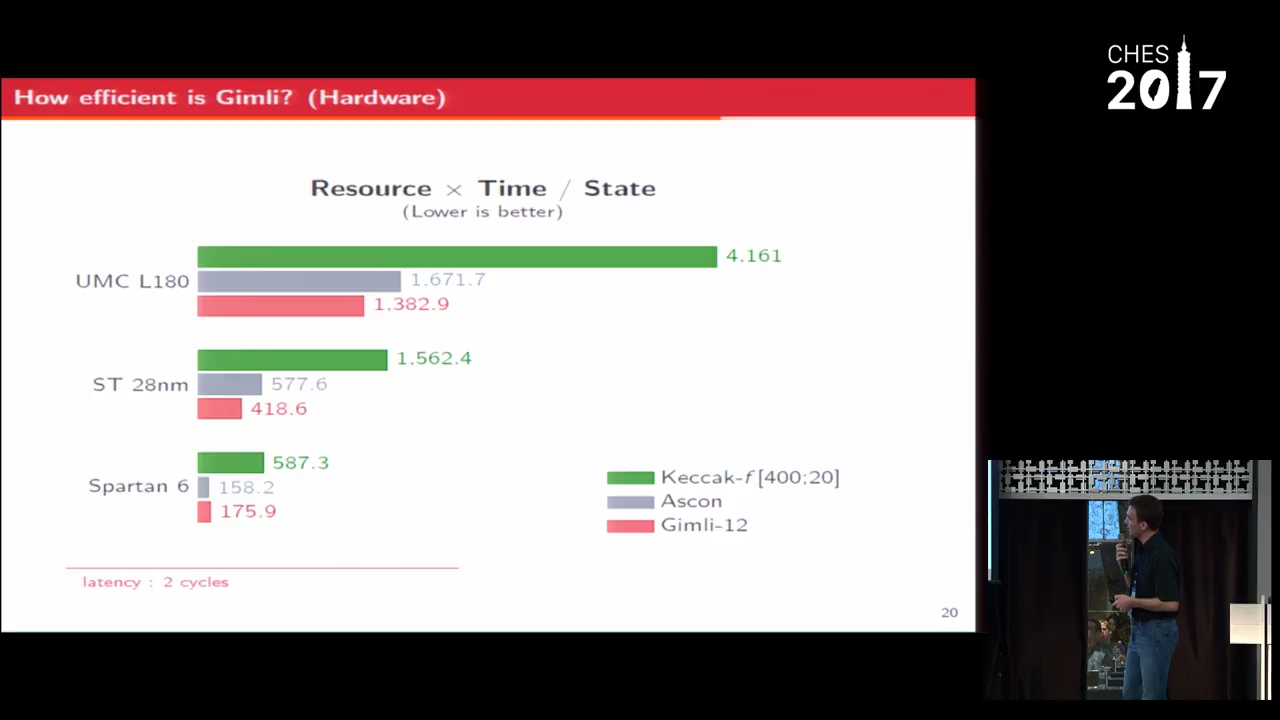 CHES
2017
How efficient is Gimli? (Hardware)
Resource × Time / State
(Lower is better)
UMC L180
4.161
1.671.7
1.382.9
ST 28nm
1.562.4
577.6
418.6
Spartan 6
587.3
158.2
175.9
Keccak-f [400;20]
Ascon
Gimli-12
latency : 2 cycles
20